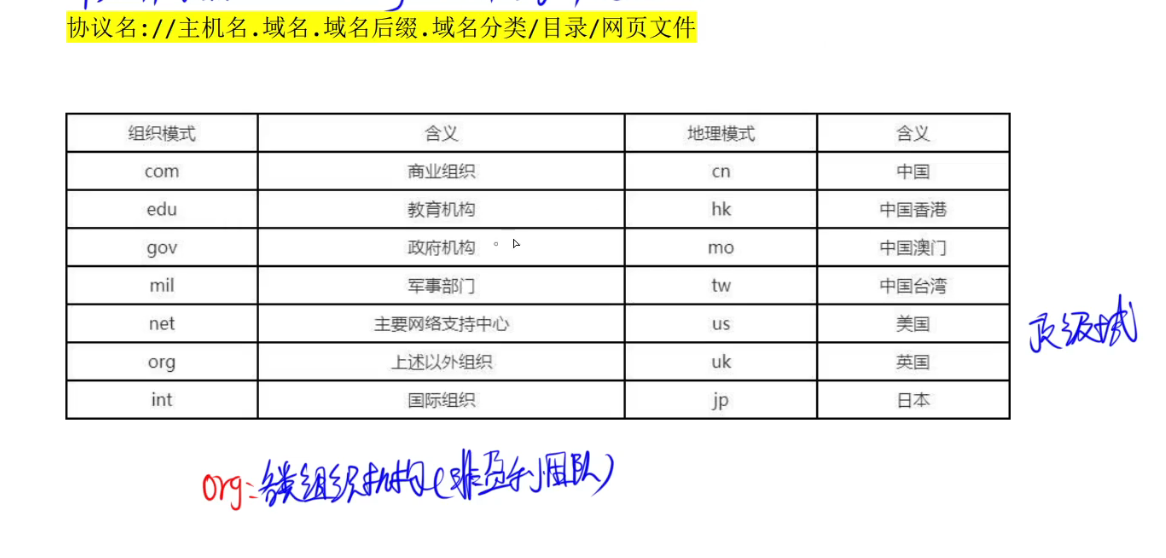 协议名://主机名.域名.域名后缀.域名分类/目录/网页文件
组织模式 含义 地理模式 含义
com 商业组织 cn 中国
edu 教育机构 hk 中国香港
gov 政府机构 mo 中国澳门
mil 军事部门 tw 中国台湾
net 主要网络支持中心 us 美国
org 上述以外组织 uk 英国
int 国际组织 jp 日本
顶级域
org:各类组织机构(非盈利团队)